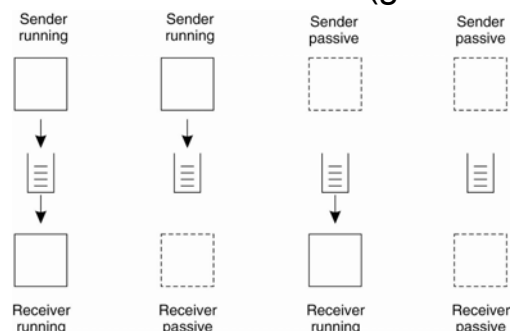 (g
Sender Sender Sender Sender
running running passive passive
Receiver Receiver Receiver Receiver
running passive running passive